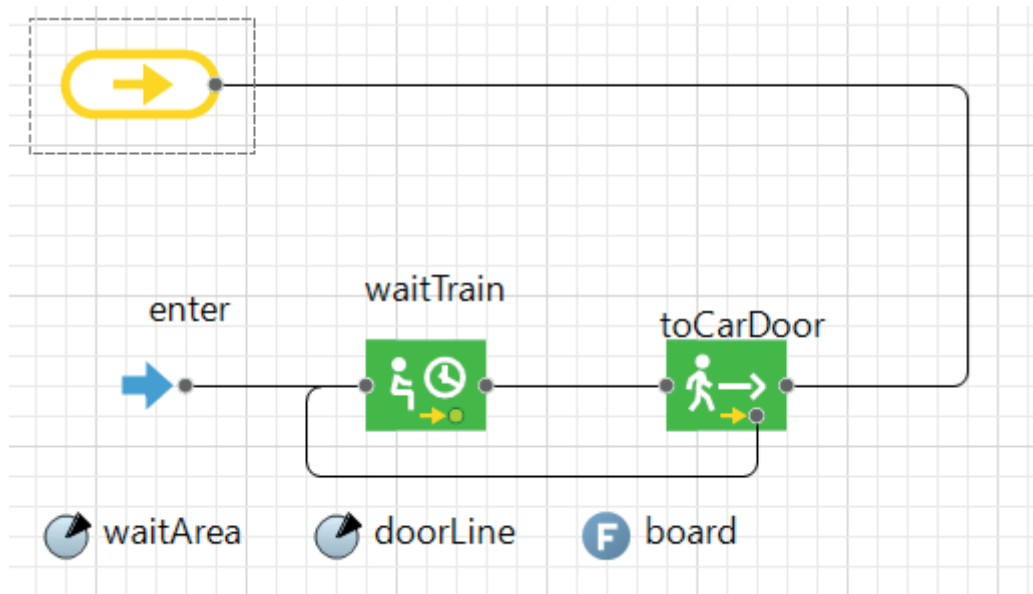 enter
waitTrain
toCarDoor
waitArea
doorLine
F board